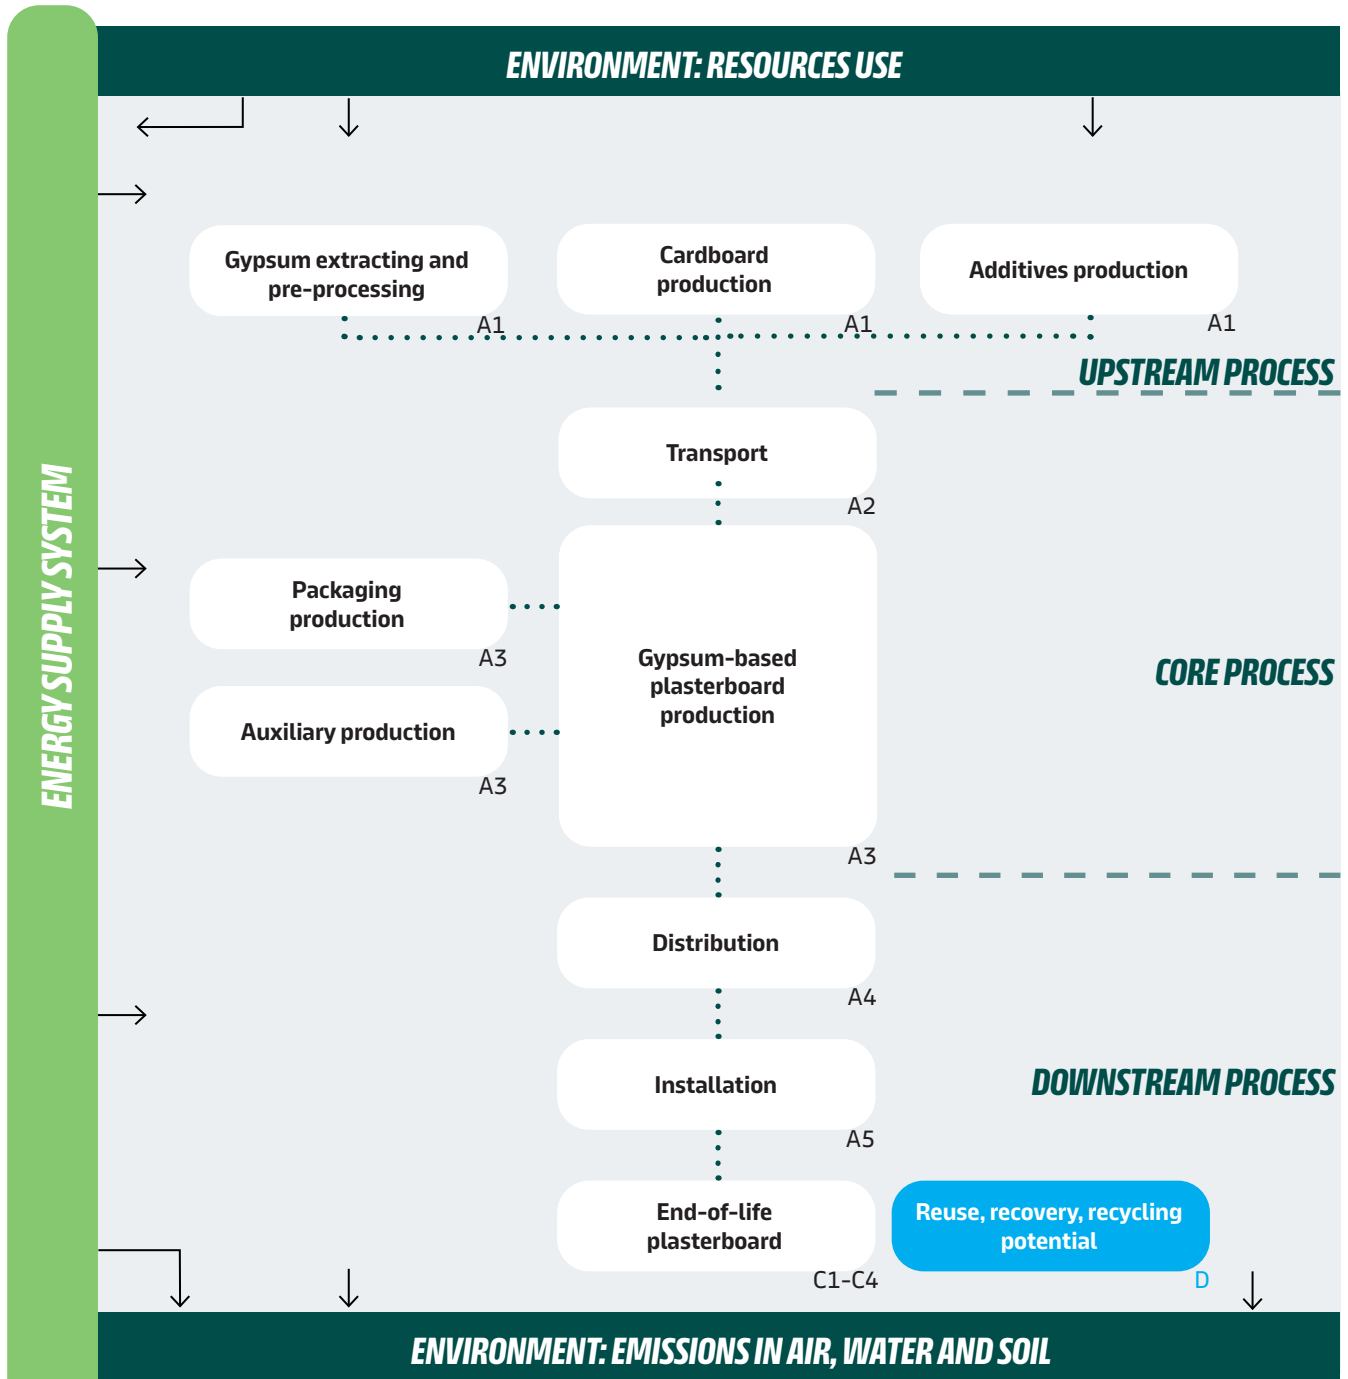 ENVIRONMENT: RESOURCES USE
ENERGY SUPPLY SYSTEM
Gypsum extracting and
pre-processing
A1
Cardboard
production
A1
Additives production
A1
UPSTREAM PROCESS
Transport
A2
Packaging
production
A3
Auxiliary production
A3
Gypsum-based
plasterboard
production
A3
CORE PROCESS
Distribution
A4
Installation
A5
DOWNSTREAM PROCESS
End-of-life
plasterboard
C1-C4
Reuse, recovery, recycling
potential
D
ENVIRONMENT: EMISSIONS IN AIR, WATER AND SOIL